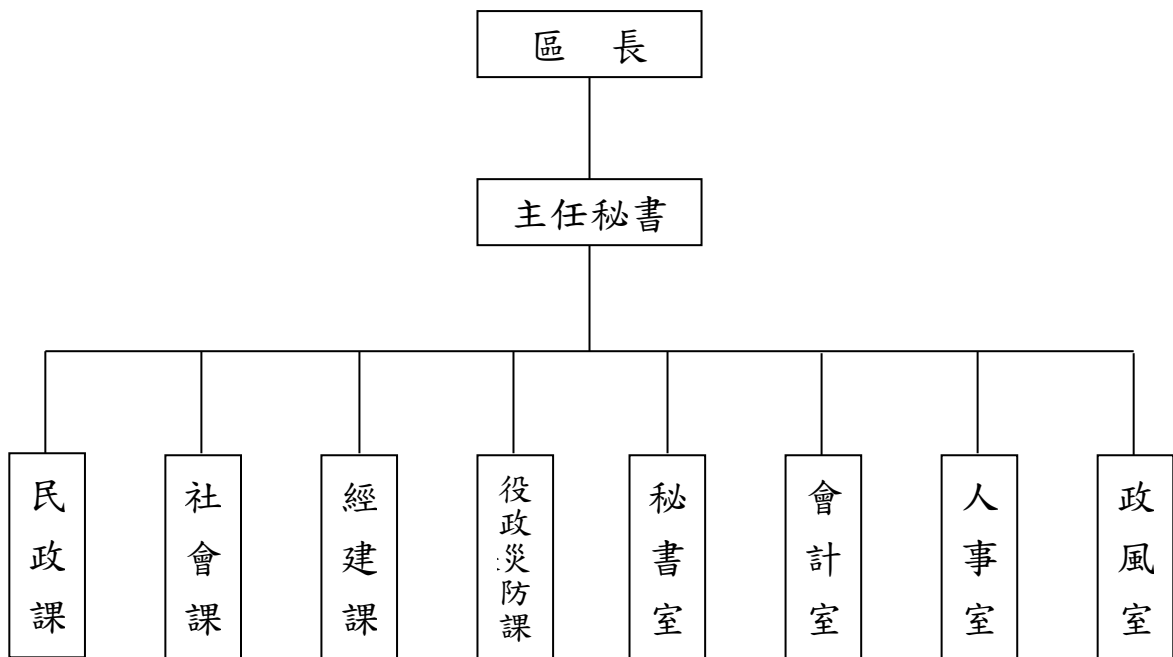 區 長
主任秘書
民政課
社會課
經建課
役政災防課
秘書室
會計室
人事室
政風室